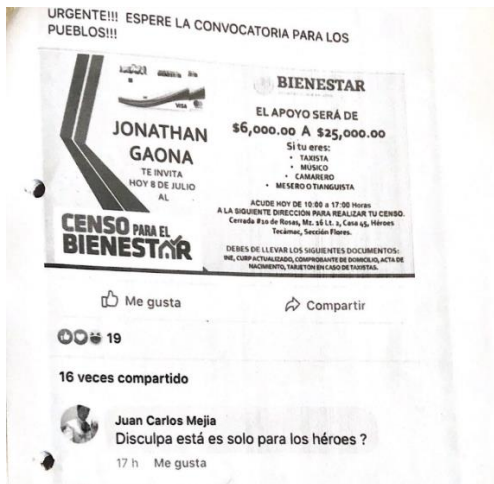 URGENTE!!! ESPERE LA CONVOCATORIA PARA LOS
PUEBLOS!!!
VISA
JONATHAN
GAONA
TE INVITA
HOY 8 DE JULIO
AL
CENSO PARA EL
BIENESTAR
BIENESTAR
EL APOYO SERÁ DE
$6,000.00 A $25,000.00
Si tu eres:
• TAXISTA
• MÚSICO
• CAMARERO
• MESERO O TIANGUISTA
ACUDE HOY DE 10:00 a 17:00 Horas
A LA SIGUIENTE DIRECCIÓN PARA REALIZAR TU CENSO.
Cerrada #10 de Rosas, Mz. 16 Lt. 2, Casa 45, Héroes
Tecámac, Sección Flores.
DEBES DE LLEVAR LOS SIGUIENTES DOCUMENTOS:
INE, CURP ACTUALIZADO, COMPROBANTE DE DOMICILIO, ACTA DE
NACIMIENTO, TARJETON EN CASO DE TAXISTAS.
Me gusta
Compartir
19
16 veces compartido
Juan Carlos Mejia
Disculpa está es solo para los héroes ?
17 h Me gusta